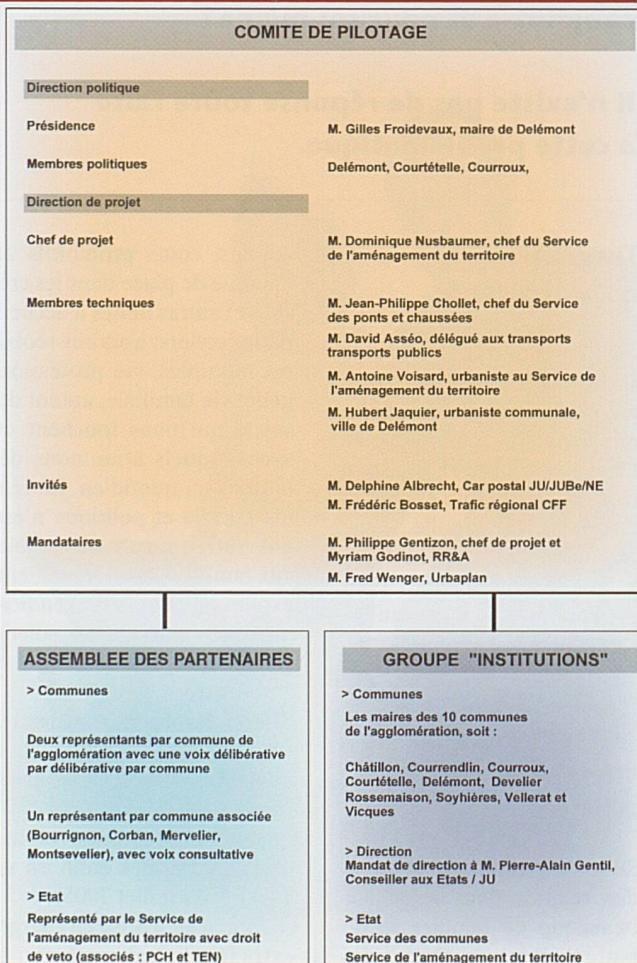 COMITE DE PILOTAGE
Direction politique
Présidence
M. Gilles Froidevaux, maire de Delémont
Membres politiques
Delémont, Courtételle, Courroux,
Direction de projet
Chef de projet
M. Dominique Nusbaumer, chef du Service
de l'aménagement du territoire
Membres techniques
M. Jean-Philippe Chollet, chef du Service
des ponts et chaussées
M. David Asséo, délégué aux transports
transports publics
M. Antoine Voisard, urbaniste au Service de
l'aménagement du territoire
M. Hubert Jaquier, urbaniste communale,
ville de Delémont
Invités
M. Delphine Albrecht, Car postal JU/JUBe/NE
M. Frédéric Bosset, Trafic régional CFF
Mandataires
M. Philippe Gentizon, chef de projet et
Myriam Godinot, RR&A
M. Fred Wenger, Urbaplan
ASSEMBLEE DES PARTENAIRES
> Communes
Deux représentants par commune de
l'agglomération avec une voix délibérative
par délibérative par commune
Un représentant par commune associée
(Bourrignon, Corban, Mervelier,
Montsevelier), avec voix consultative
> Etat
Représenté par le Service de
l'aménagement du territoire avec droit
de veto (associés : PCH et TEN)
GROUPE "INSTITUTIONS"
> Communes
Les maires des 10 communes
de l'agglomération, soit :
Châtillon, Courrendlin, Courroux,
Courtételle, Delémont, Develier
Rossemaison, Soyhières, Vellerat et
Vicques
> Direction
Mandat de direction à M. Pierre-Alain Gentil,
Conseiller aux Etats / JU
> Etat
Service des communes
Service de l'aménagement du territoire